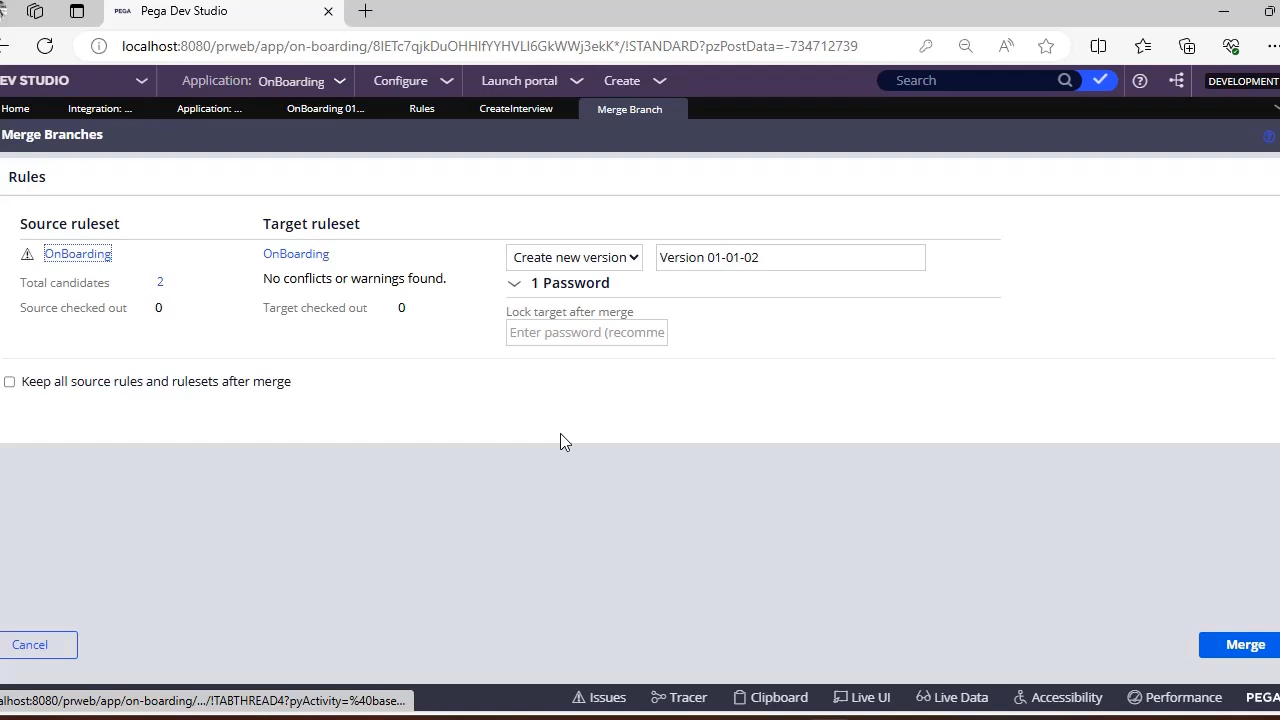 PEGA Pega Dev Studio
localhost:8080/prweb/app/on-boarding/8IETc7qjkDuOHHIfYYHVLI6GkWWj3ekK*/!STANDARD?pzPostData=-734712739
EV STUDIO Application: OnBoarding Configure Launch portal Create Search DEVELOPMENT
Home Integration: ... Application: ... OnBoarding 01... Rules CreateInterview Merge Branch
Merge Branches
Rules
Source ruleset Target ruleset
OnBoarding OnBoarding Create new version Version 01-01-02
Total candidates 2 No conflicts or warnings found. 1 Password
Source checked out 0 Target checked out 0 Lock target after merge
Enter password (recomme
Keep all source rules and rulesets after merge
Cancel Merge
alhost:8080/prweb/app/on-boarding/.../!TABTHREAD4?pyActivity=%40base... Issues Tracer Clipboard Live UI Live Data Accessibility Performance PEGA